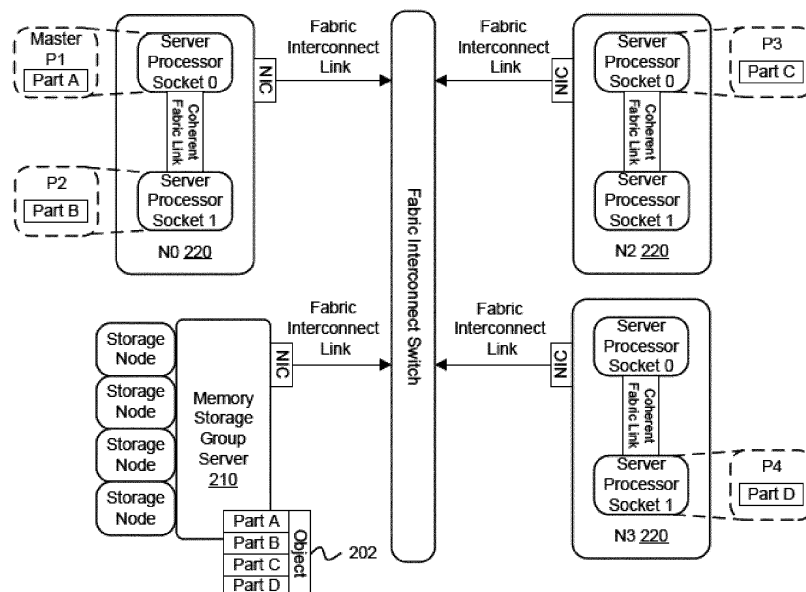 Master
P1
Part A
Server
Processor
Socket 0
Coherent
Fabric Link
P2
Part B
Server
Processor
Socket 1
N0 220
NIC
Fabric
Interconnect
Link
Fabric Interconnect Switch
Fabric
Interconnect
Link
NIC
Server
Processor
Socket 0
Coherent
Fabric Link
Server
Processor
Socket 1
N2 220
P3
Part C
Storage
Node
Storage
Node
Storage
Node
Storage
Node
Memory
Storage
Group
Server
210
NIC
Fabric
Interconnect
Link
Part A
Part B
Part C
Part D
Object
202
Fabric
Interconnect
Link
NIC
Server
Processor
Socket 0
Coherent
Fabric Link
Server
Processor
Socket 1
N3 220
P4
Part D